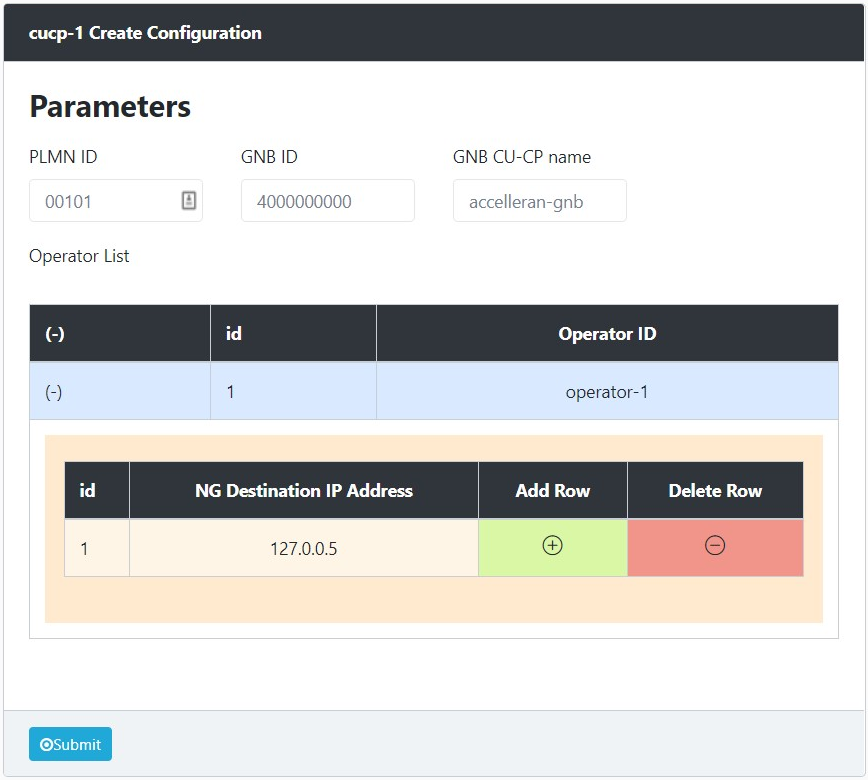 cucp-1 Create Configuration
Parameters
PLMN ID GNB ID GNB CU-CP name
00101 4000000000 accelleran-gnb
Operator List
(-) id Operator ID
(-) 1 operator-1
id NG Destination IP Address Add Row Delete Row
1 127.0.0.5
Submit